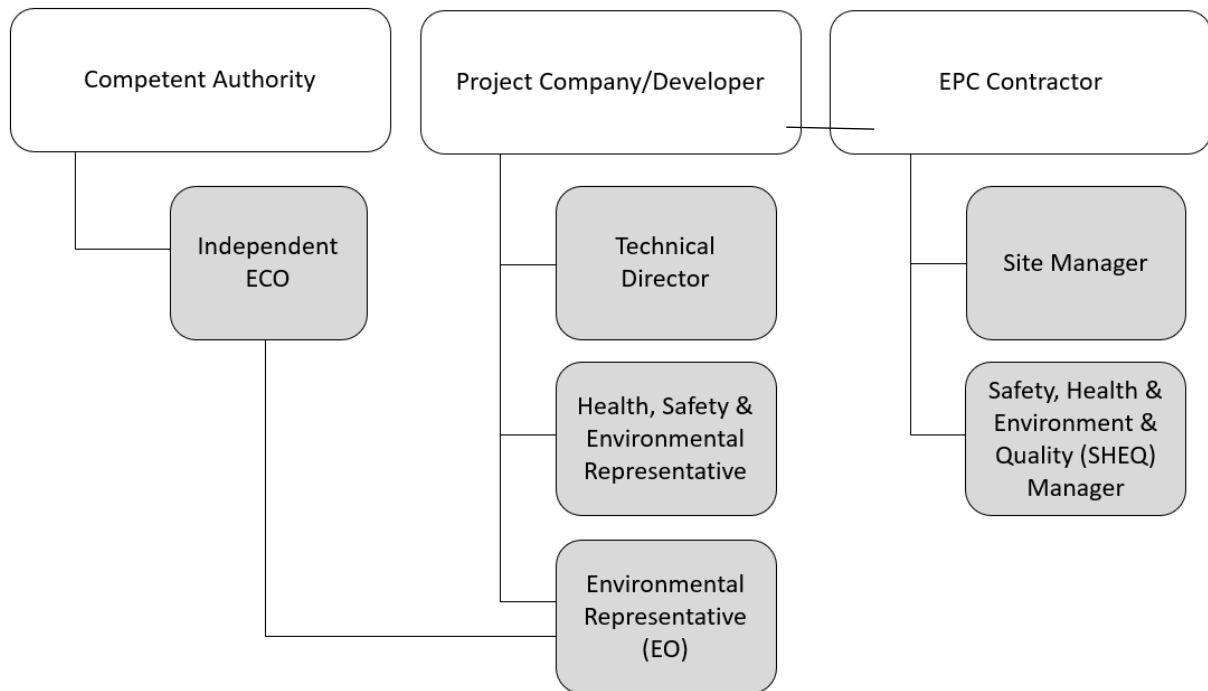 Competent Authority
Project Company/Developer
EPC Contractor
Independent
ECO
Technical
Director
Site Manager
Health, Safety &
Environmental
Representative
Safety, Health &
Environment &
Quality (SHEQ)
Manager
Environmental
Representative
(EO)